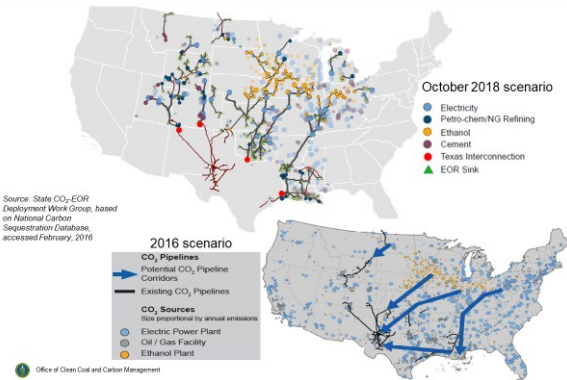 October 2018 scenario
Electricity
Petro-chem/NG Refining
Ethanol
Cement
Texas Interconnection
EOR Sink
Source: State CO₂-EOR
Deployment Work Group, based
on National Carbon
Sequestration Database,
accessed February, 2016
2016 scenario
CO₂ Pipelines
Potential CO₂ Pipeline
Corridors
Existing CO₂ Pipelines
CO₂ Sources
Size proportional by annual emissions
Electric Power Plant
Oil / Gas Facility
Ethanol Plant
Office of Clean Coal and Carbon Management